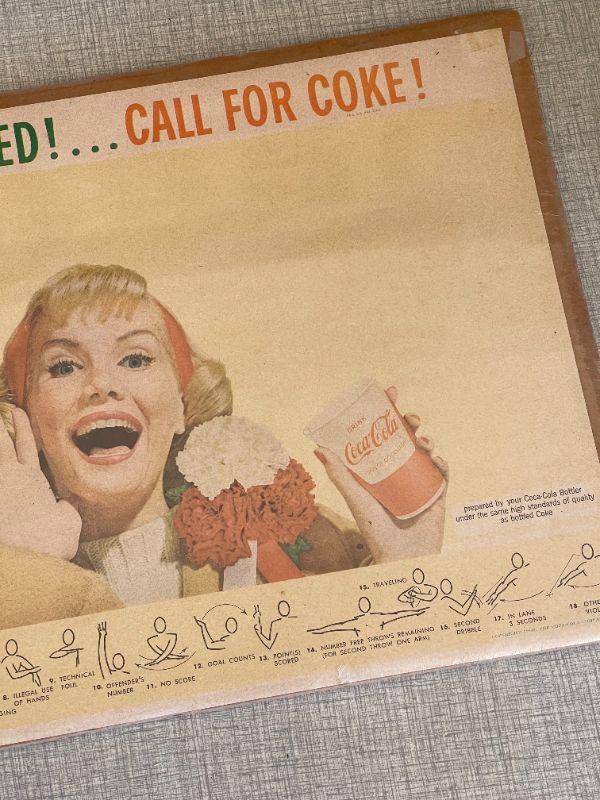 ED!... CALL FOR COKE!
DRINK
Coca-Cola
prepared by your Coca-Cola Bottler
under the same high standards of quality
as bottled Coke
GING
8. ILLEGAL USE
OF HANDS
9. TECHNICAL
FOUL
10. OFFENDER'S
NUMBER
11. NO SCORE
12. GOAL COUNTS
13. POINT(S)
SCORED
14. NUMBER FREE THROWS REMAINING
(FOR SECOND THROW ONE ARM)
15. TRAVELING
16. SECOND
DRIBBLE
17. IN LANE
3 SECONDS
18. OTHE
VIOL